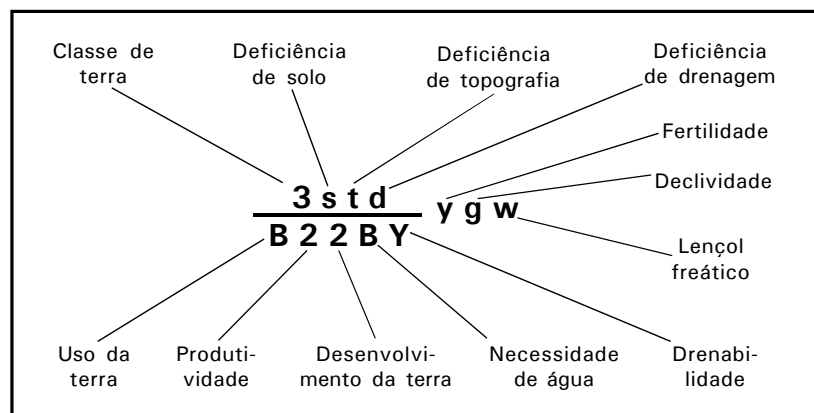 Classe de terra
Deficiência de solo
Deficiência de topografia
Deficiência de drenagem
Fertilidade
Declividade
3 s t d
y g w
B 2 2 B Y
Lençol freático
Uso da terra
Produti-vidade
Desenvolvi-mento da terra
Necessidade de água
Drenabi-lidade